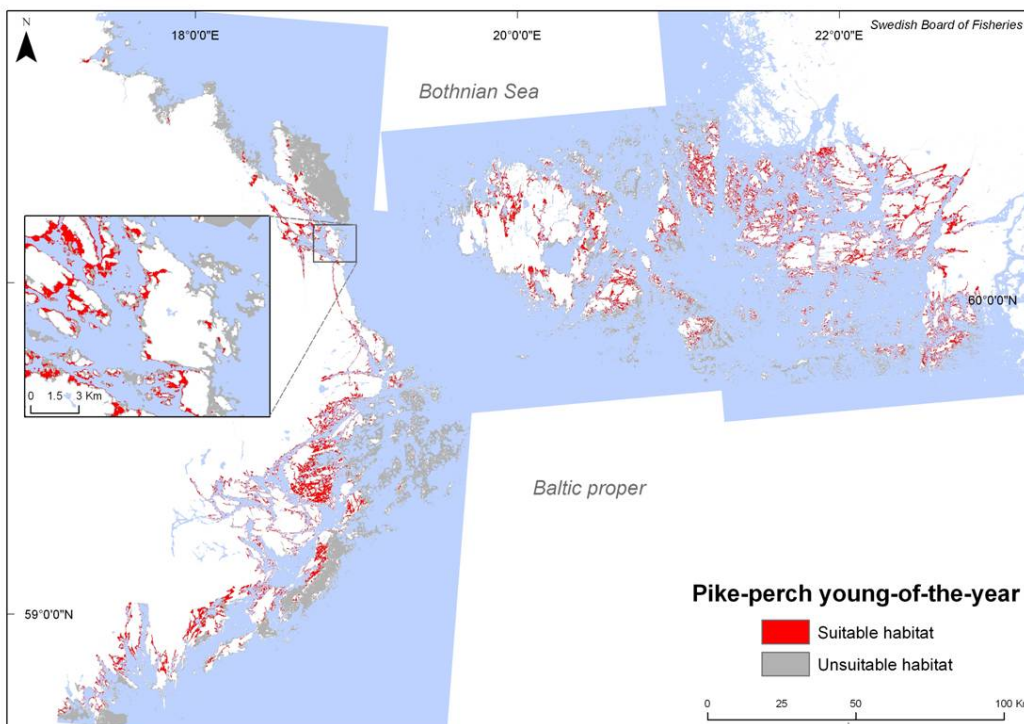 N
18°0'0"E
20°0'0"E
22°0'0"E
Swedish Board of Fisheries
Bothnian Sea
60°0'0"N
0 1.5 3 Km
Baltic proper
59°0'0"N
Pike-perch young-of-the-year
Suitable habitat
Unsuitable habitat
0 25 50 100 Km